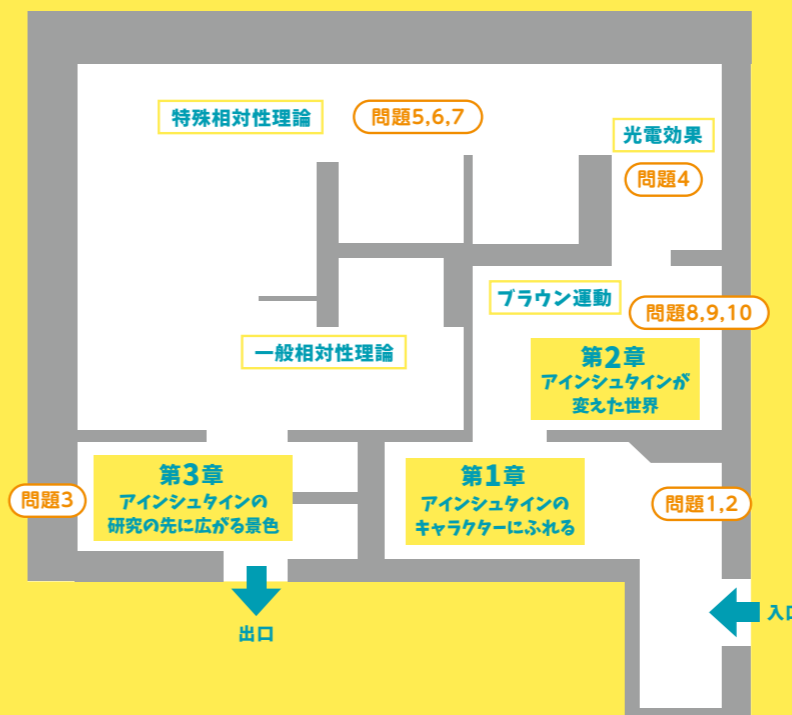 特殊相対性理論
問題5,6,7
光電効果
問題4
ブラウン運動
問題8,9,10
一般相対性理論
第2章
アインシュタインが
変えた世界
第3章
アインシュタインの
研究の先に広がる景色
問題3
第1章
アインシュタインの
キャラクターにふれる
問題1,2
出口
入口